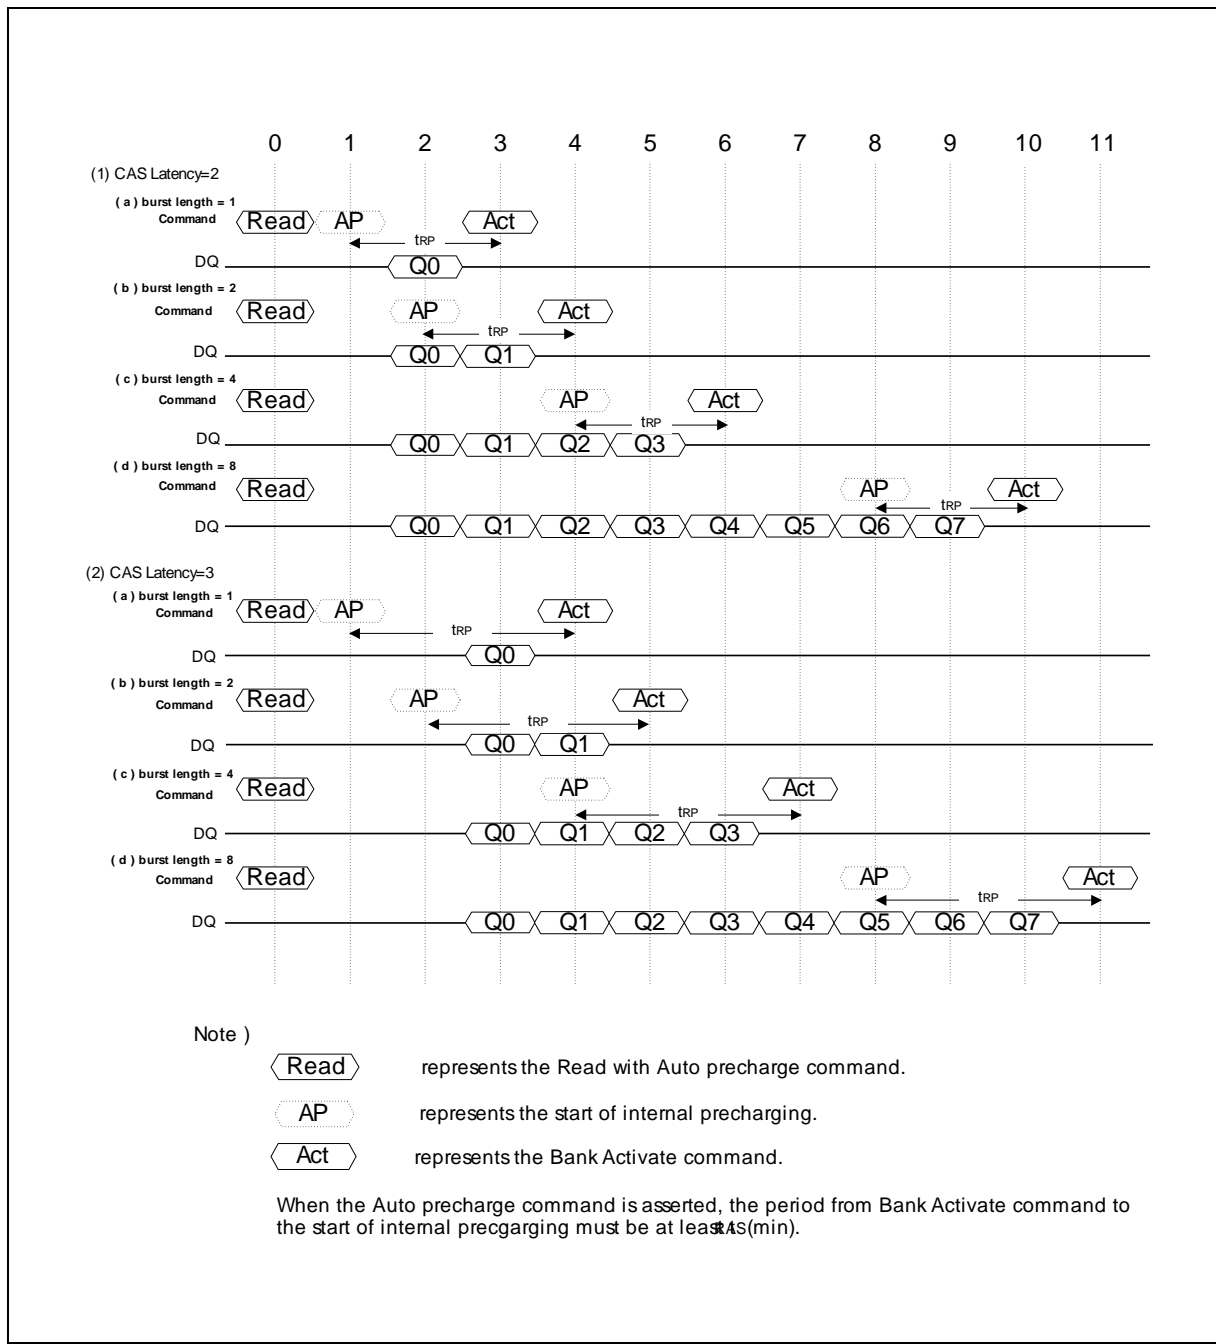 0 1 2 3 4 5 6 7 8 9 10 11
(1) CAS Latency=2
( a ) burst length = 1
Command Read AP Act
tRP
DQ Q0
( b ) burst length = 2
Command Read AP Act
tRP
DQ Q0 Q1
( c ) burst length = 4
Command Read AP Act
tRP
DQ Q0 Q1 Q2 Q3
( d ) burst length = 8
Command Read AP Act
tRP
DQ Q0 Q1 Q2 Q3 Q4 Q5 Q6 Q7
(2) CAS Latency=3
( a ) burst length = 1
Command Read AP Act
tRP
DQ Q0
( b ) burst length = 2
Command Read AP Act
tRP
DQ Q0 Q1
( c ) burst length = 4
Command Read AP Act
tRP
DQ Q0 Q1 Q2 Q3
( d ) burst length = 8
Command Read AP Act
tRP
DQ Q0 Q1 Q2 Q3 Q4 Q5 Q6 Q7
Note )
Read represents the Read with Auto precharge command.
AP represents the start of internal precharging.
Act represents the Bank Activate command.
When the Auto precharge command is asserted, the period from Bank Activate command to
the start of internal precgarging must be at least tRAS(min).